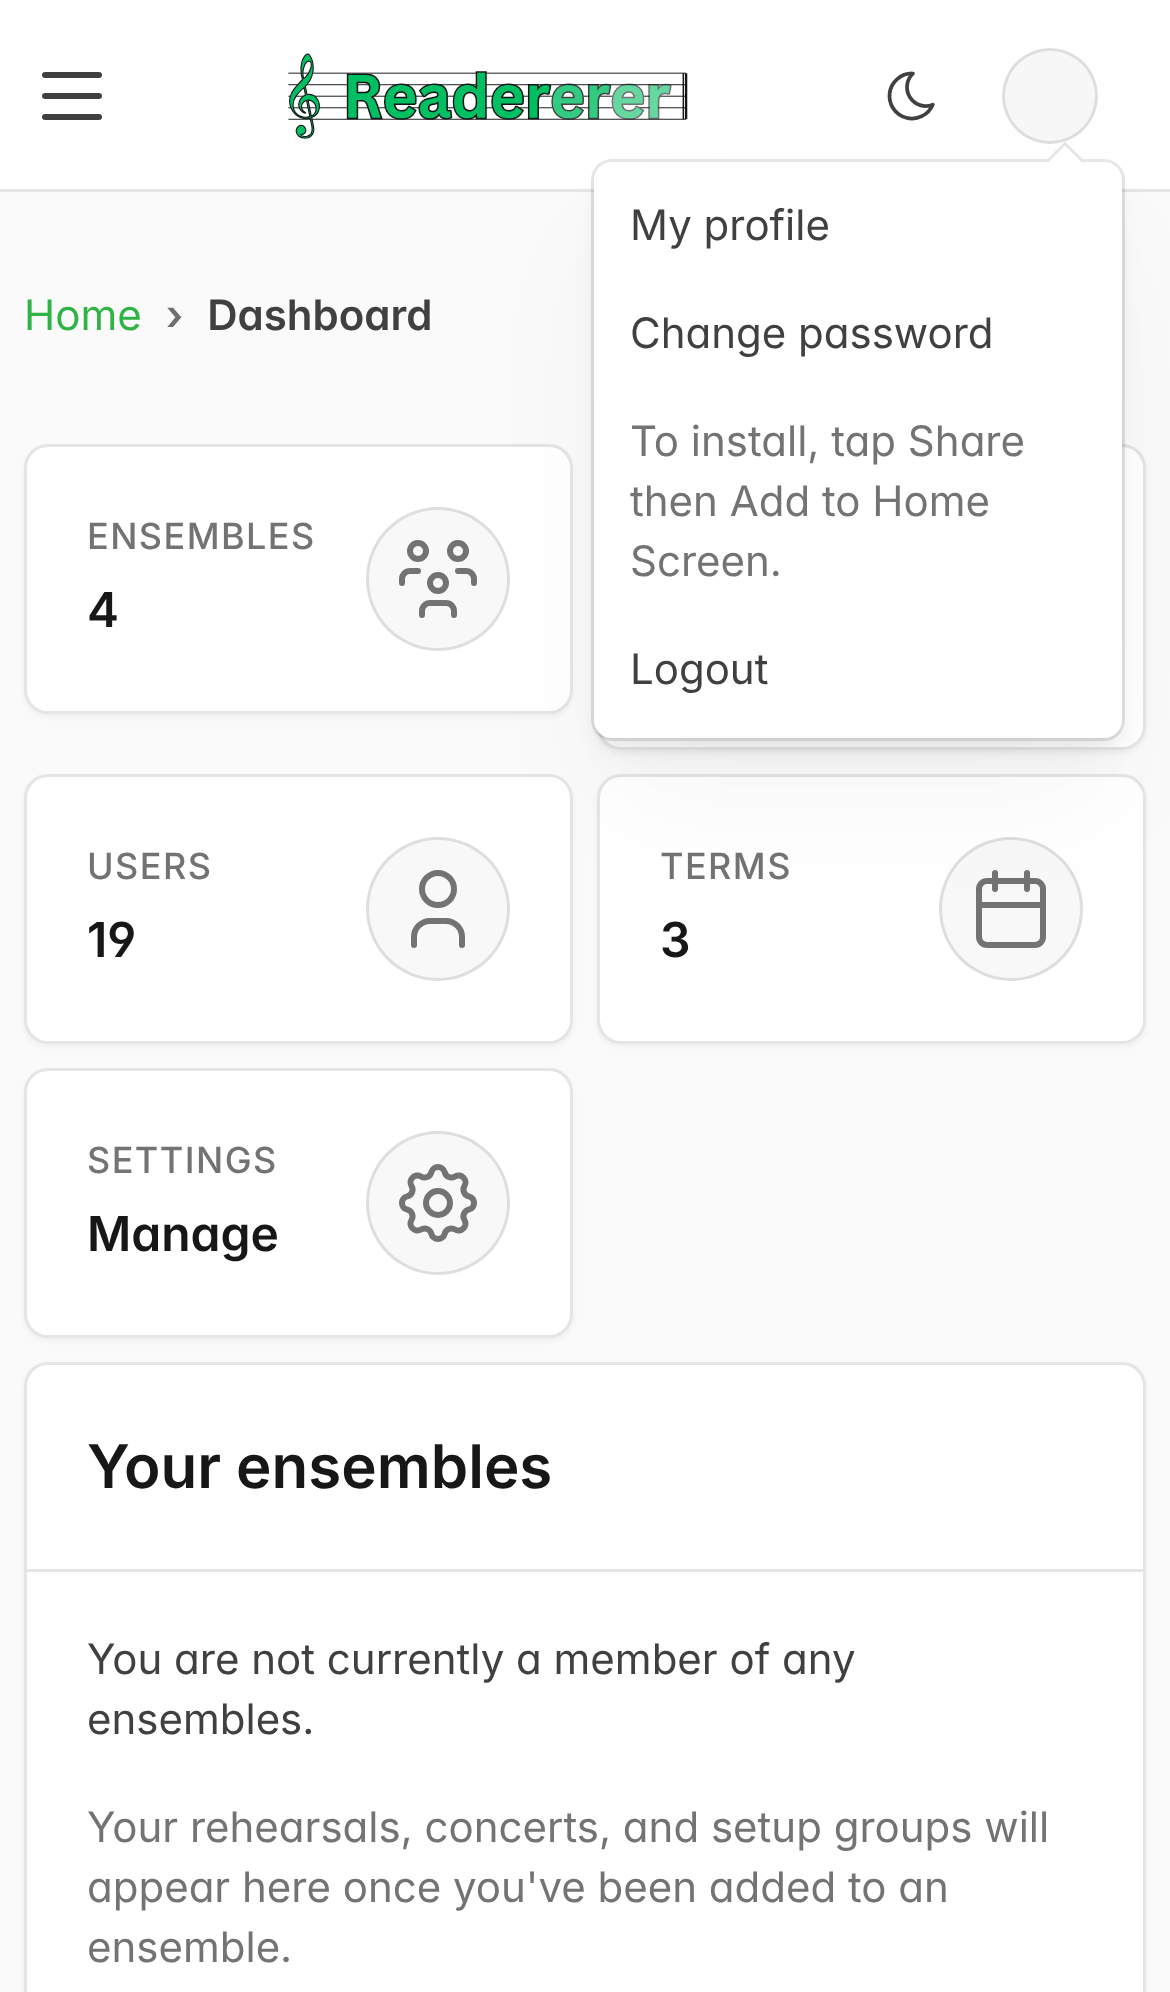 Readererer
My profile
Change password
To install, tap Share
then Add to Home
Screen.
Logout
Home › Dashboard
ENSEMBLES
4
USERS
19
TERMS
3
SETTINGS
Manage
Your ensembles
You are not currently a member of any
ensembles.
Your rehearsals, concerts, and setup groups will
appear here once you've been added to an
ensemble.